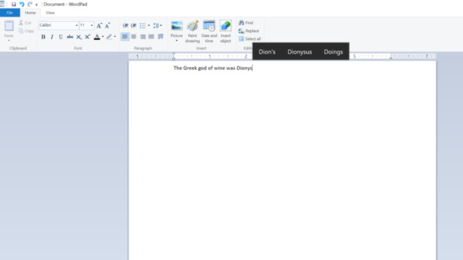 Document - WordPad
File Home View
Paste Cut Calibri 11 Picture Paint drawing Date and time Insert object Find
Copy Replace
Select all
Clipboard Font Paragraph Insert
Dion's Dionysus Doings
The Greek god of wine was Dionys